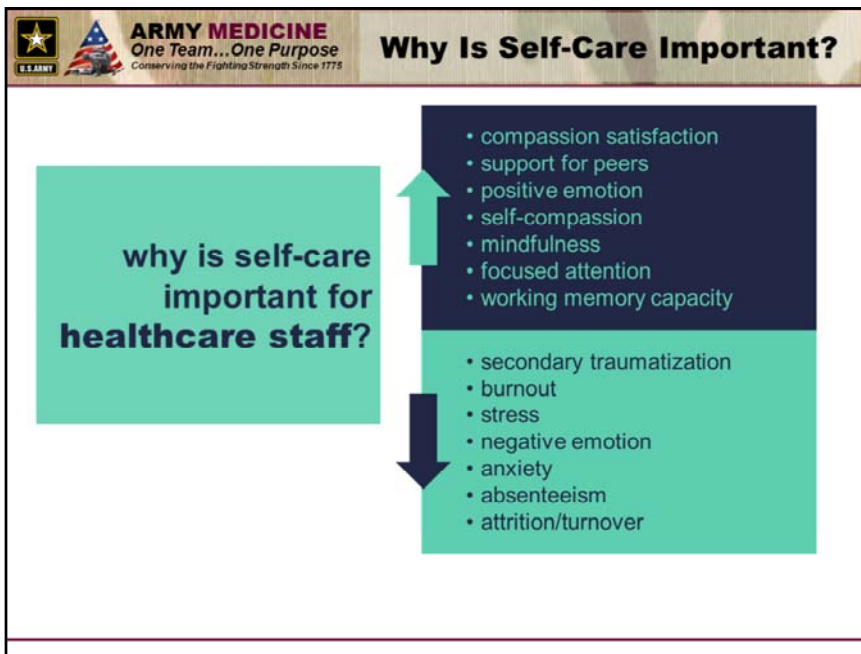 U.S.ARMY
ARMY MEDICINE
One Team...One Purpose
Conserving the Fighting Strength Since 1775
Why Is Self-Care Important?
why is self-care
important for
healthcare staff?
• compassion satisfaction
• support for peers
• positive emotion
• self-compassion
• mindfulness
• focused attention
• working memory capacity
• secondary traumatization
• burnout
• stress
• negative emotion
• anxiety
• absenteeism
• attrition/turnover